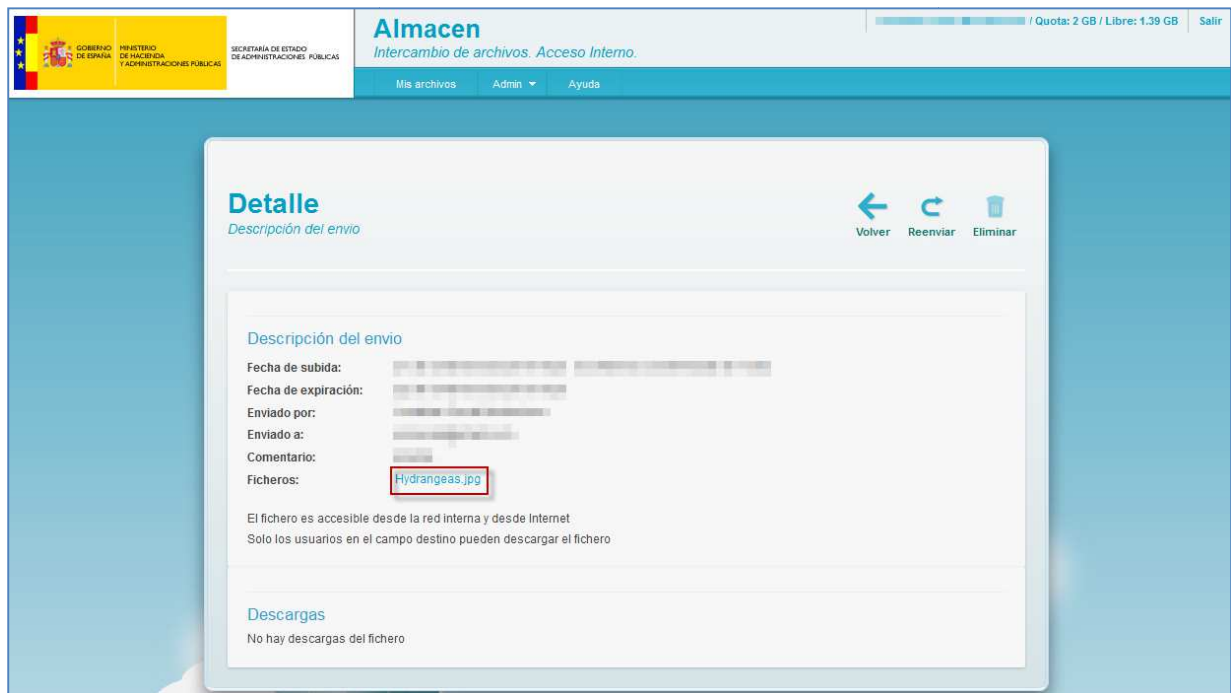 GOBIERNO DE ESPAÑA
MINISTERIO DE HACIENDA Y ADMINISTRACIONES PÚBLICAS
SECRETARÍA DE ESTADO DE ADMINISTRACIONES PÚBLICAS
Almacen
Intercambio de archivos. Acceso Interno.
/ Quota: 2 GB / Libre: 1.39 GB
Salir
Mis archivos Admin Ayuda
Detalle
Descripción del envio
Volver Reenviar Eliminar
Descripción del envio
Fecha de subida:
Fecha de expiración:
Enviado por:
Enviado a:
Comentario:
Ficheros: Hydrangeas.jpg
El fichero es accesible desde la red interna y desde Internet
Solo los usuarios en el campo destino pueden descargar el fichero
Descargas
No hay descargas del fichero